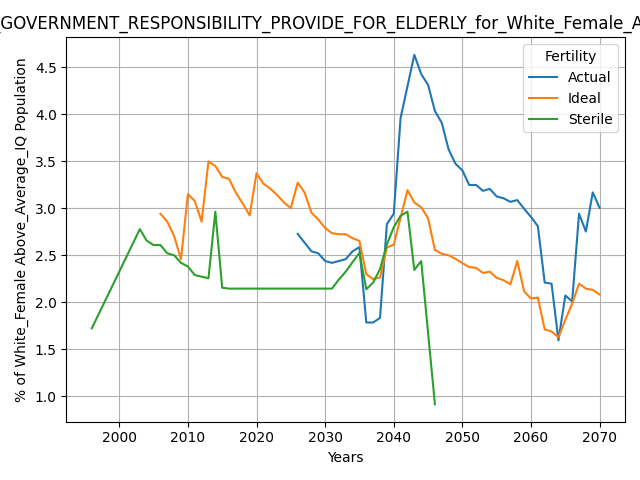 _GOVERNMENT_RESPONSIBILITY_PROVIDE_FOR_ELDERLY_for_White_Female_A
Fertility
Actual
Ideal
Sterile
% of White_Female Above_Average_IQ Population
4.5
4.0
3.5
3.0
2.5
2.0
1.5
1.0
2000 2010 2020 2030 2040 2050 2060 2070
Years